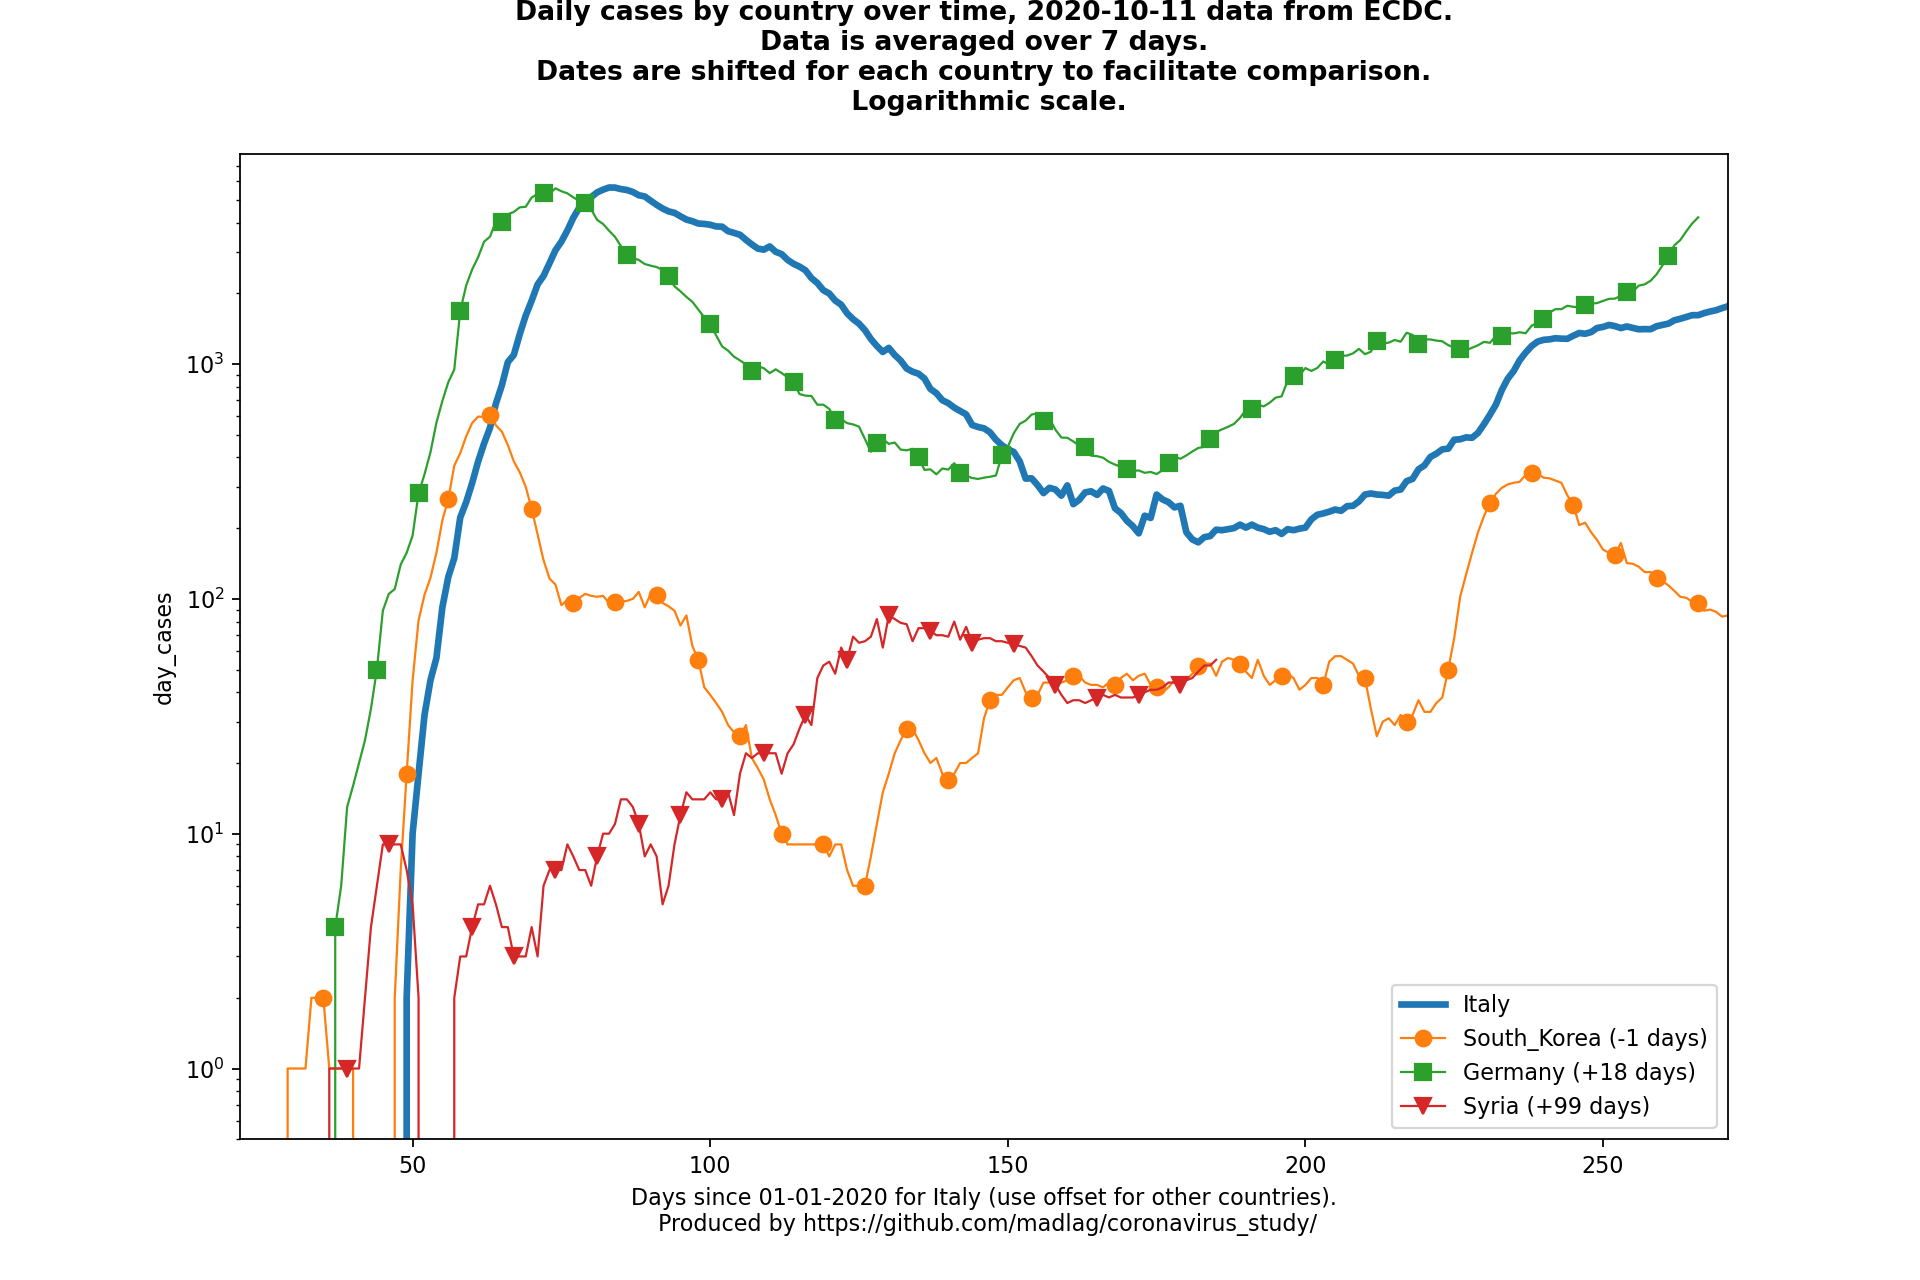 Daily cases by country over time, 2020-10-11 data from ECDC.
Data is averaged over 7 days.
Dates are shifted for each country to facilitate comparison.
Logarithmic scale.
day_cases
10³
10²
10¹
10⁰
50
100
150
200
250
Italy
South_Korea (-1 days)
Germany (+18 days)
Syria (+99 days)
Days since 01-01-2020 for Italy (use offset for other countries).
Produced by https://github.com/madlag/coronavirus_study/